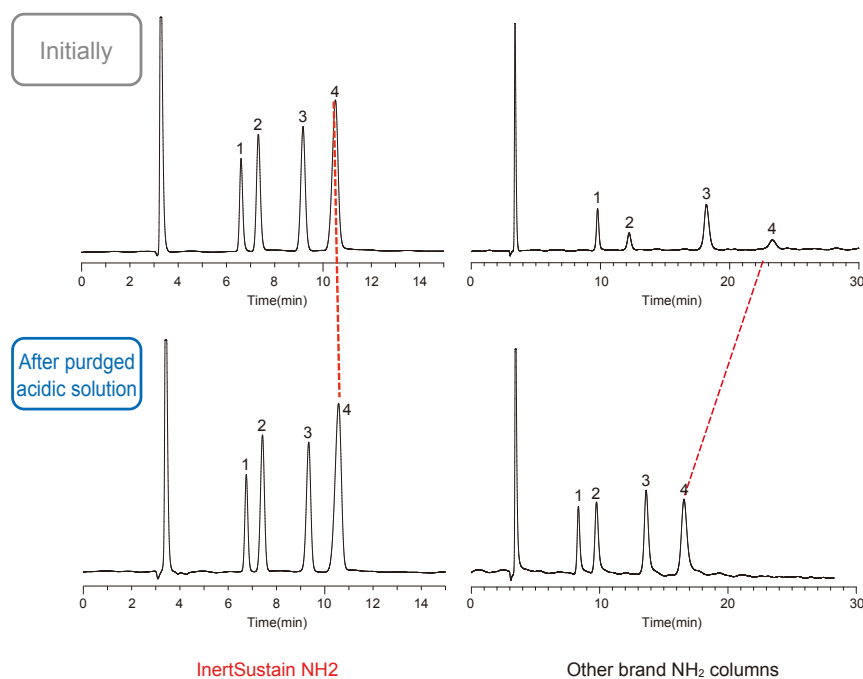 Initially
1
2
3
4
0 2 4 6 8 10 12 14
Time(min)
1
2
3
4
0 10 20 30
Time(min)
After purdged
acidic solution
1
2
3
4
0 2 4 6 8 10 12 14
Time(min)
1
2
3
4
0 10 20 30
Time(min)
InertSustain NH2
Other brand NH₂ columns